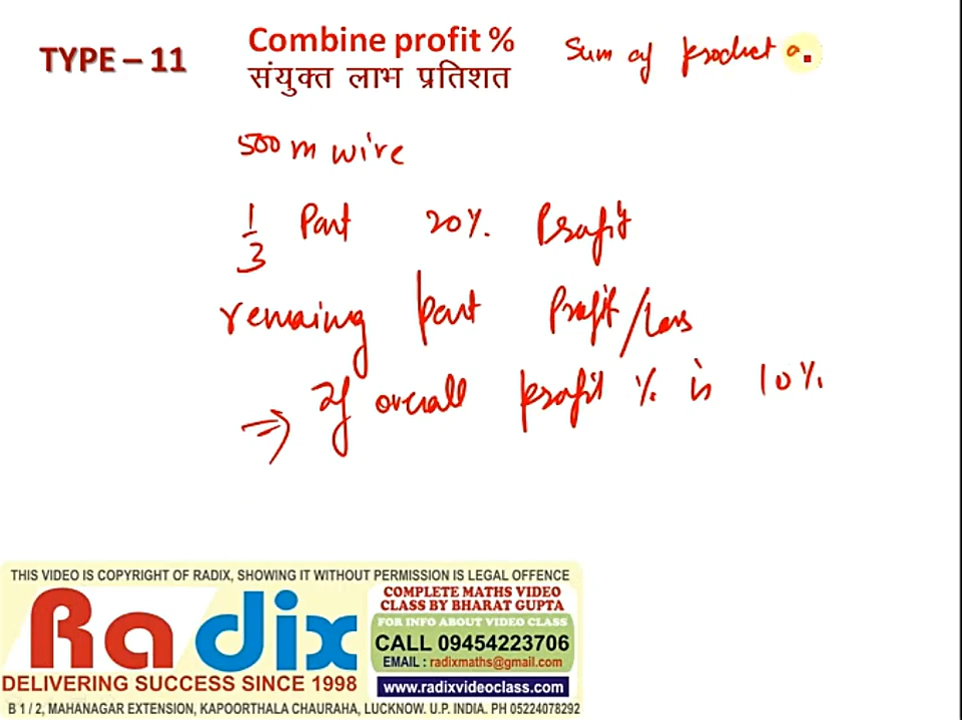 TYPE – 11
Combine profit %
संयुक्त लाभ प्रतिशत
Sum of product a
500 m wire
1/3 Part 20% Profit
remaing part Profit/Loss
⇒ If overall profit % is 10%
THIS VIDEO IS COPYRIGHT OF RADIX, SHOWING IT WITHOUT PERMISSION IS LEGAL OFFENCE
Radix
DELIVERING SUCCESS SINCE 1998
COMPLETE MATHS VIDEO
CLASS BY BHARAT GUPTA
FOR INFO ABOUT VIDEO CLASS
CALL 09454223706
EMAIL : radixmaths@gmail.com
www.radixvideoclass.com
B 1 / 2, MAHANAGAR EXTENSION, KAPOORTHALA CHAURAHA, LUCKNOW. U.P. INDIA. PH 05224078292